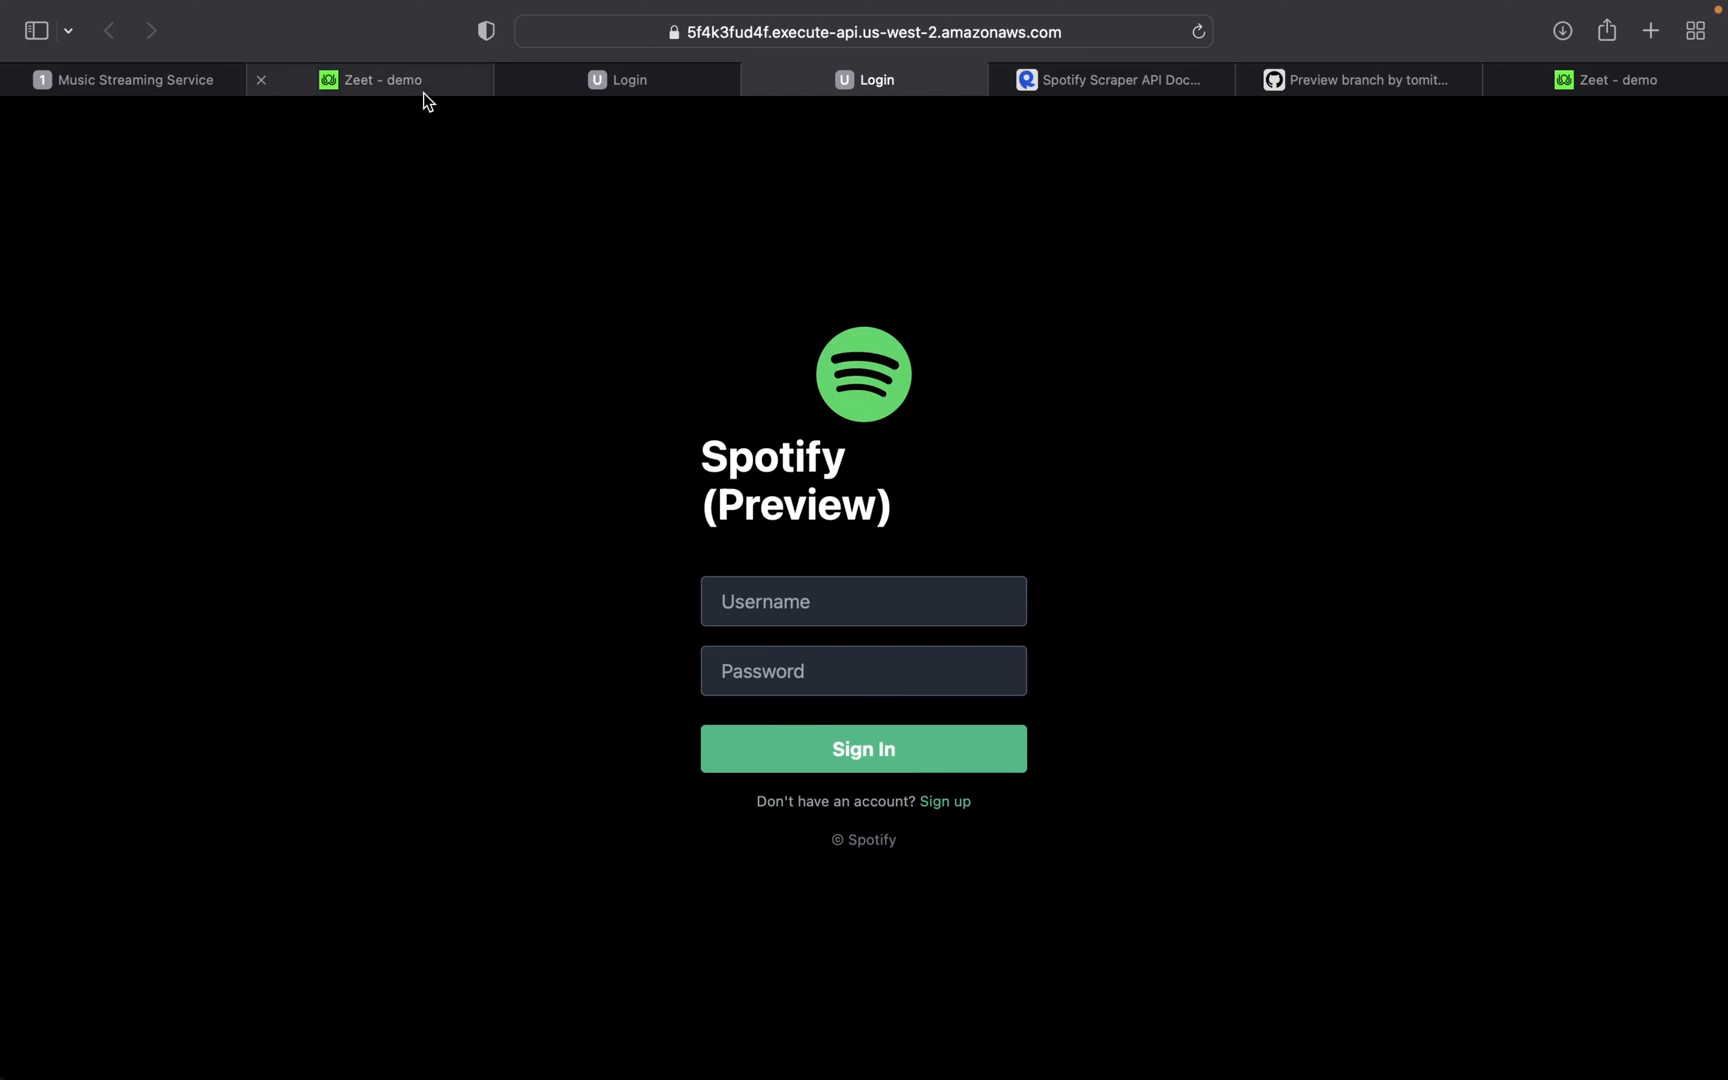 5f4k3fud4f.execute-api.us-west-2.amazonaws.com
1 Music Streaming Service
Zeet - demo
U Login
U Login
Spotify Scraper API Doc...
Preview branch by tomit...
Zeet - demo
Spotify
(Preview)
Username
Password
Sign In
Don't have an account? Sign up
© Spotify